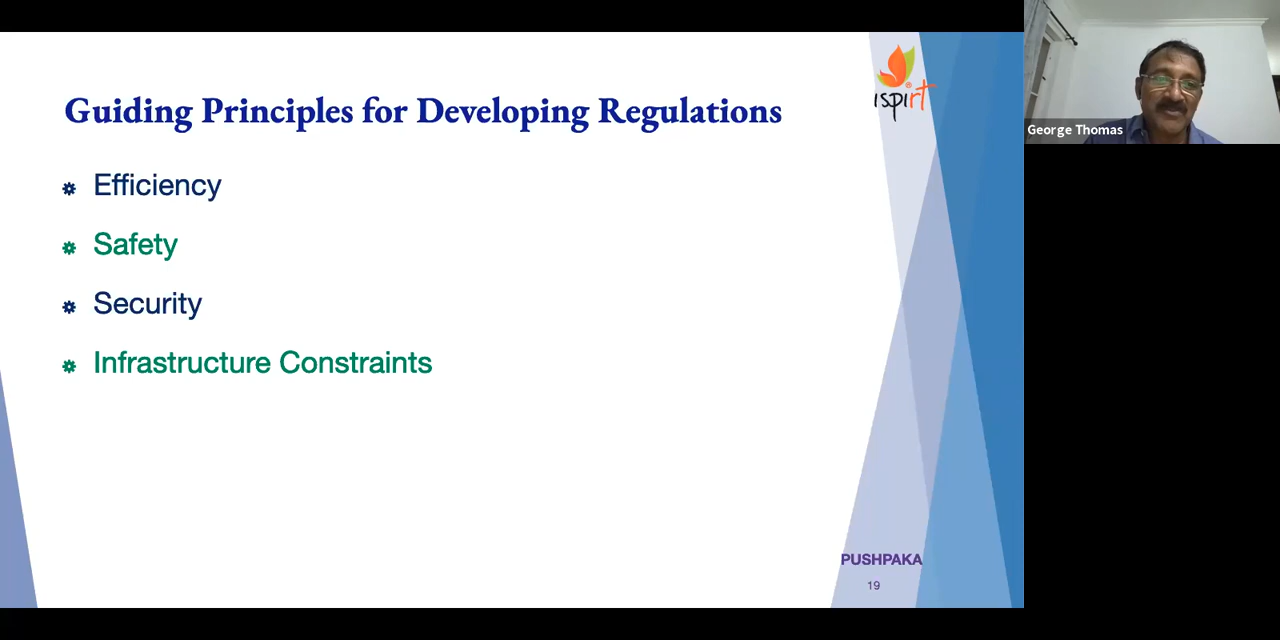 Guiding Principles for Developing Regulations
Efficiency
Safety
Security
Infrastructure Constraints
ispirt
®
PUSHPAKA
19
George Thomas